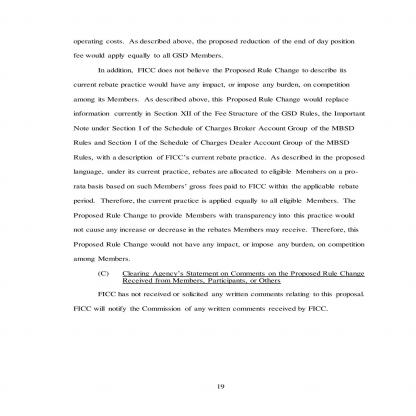 operating costs. As described above, the proposed reduction of the end of day position
fee would apply equally to all GSD Members.
In addition, FICC does not believe the Proposed Rule Change to describe its
current rebate practice would have any impact, or impose any burden, on competition
among its Members. As described above, this Proposed Rule Change would replace
information currently in Section XII of the Fee Structure of the GSD Rules, the Important
Note under Section I of the Schedule of Charges Broker Account Group of the MBSD
Rules and Section I of the Schedule of Charges Dealer Account Group of the MBSD
Rules, with a description of FICC's current rebate practice. As described in the proposed
language, under its current practice, rebates are allocated to eligible Members on a pro-
rata basis based on such Members' gross fees paid to FICC within the applicable rebate
period. Therefore, the current practice is applied equally to all eligible Members. The
Proposed Rule Change to provide Members with transparency into this practice would
not cause any increase or decrease in the rebates Members may receive. Therefore, this
Proposed Rule Change would not have any impact, or impose any burden, on competition
among Members.
(C) Clearing Agency's Statement on Comments on the Proposed Rule Change
Received from Members, Participants, or Others
FICC has not received or solicited any written comments relating to this proposal.
FICC will notify the Commission of any written comments received by FICC.
19